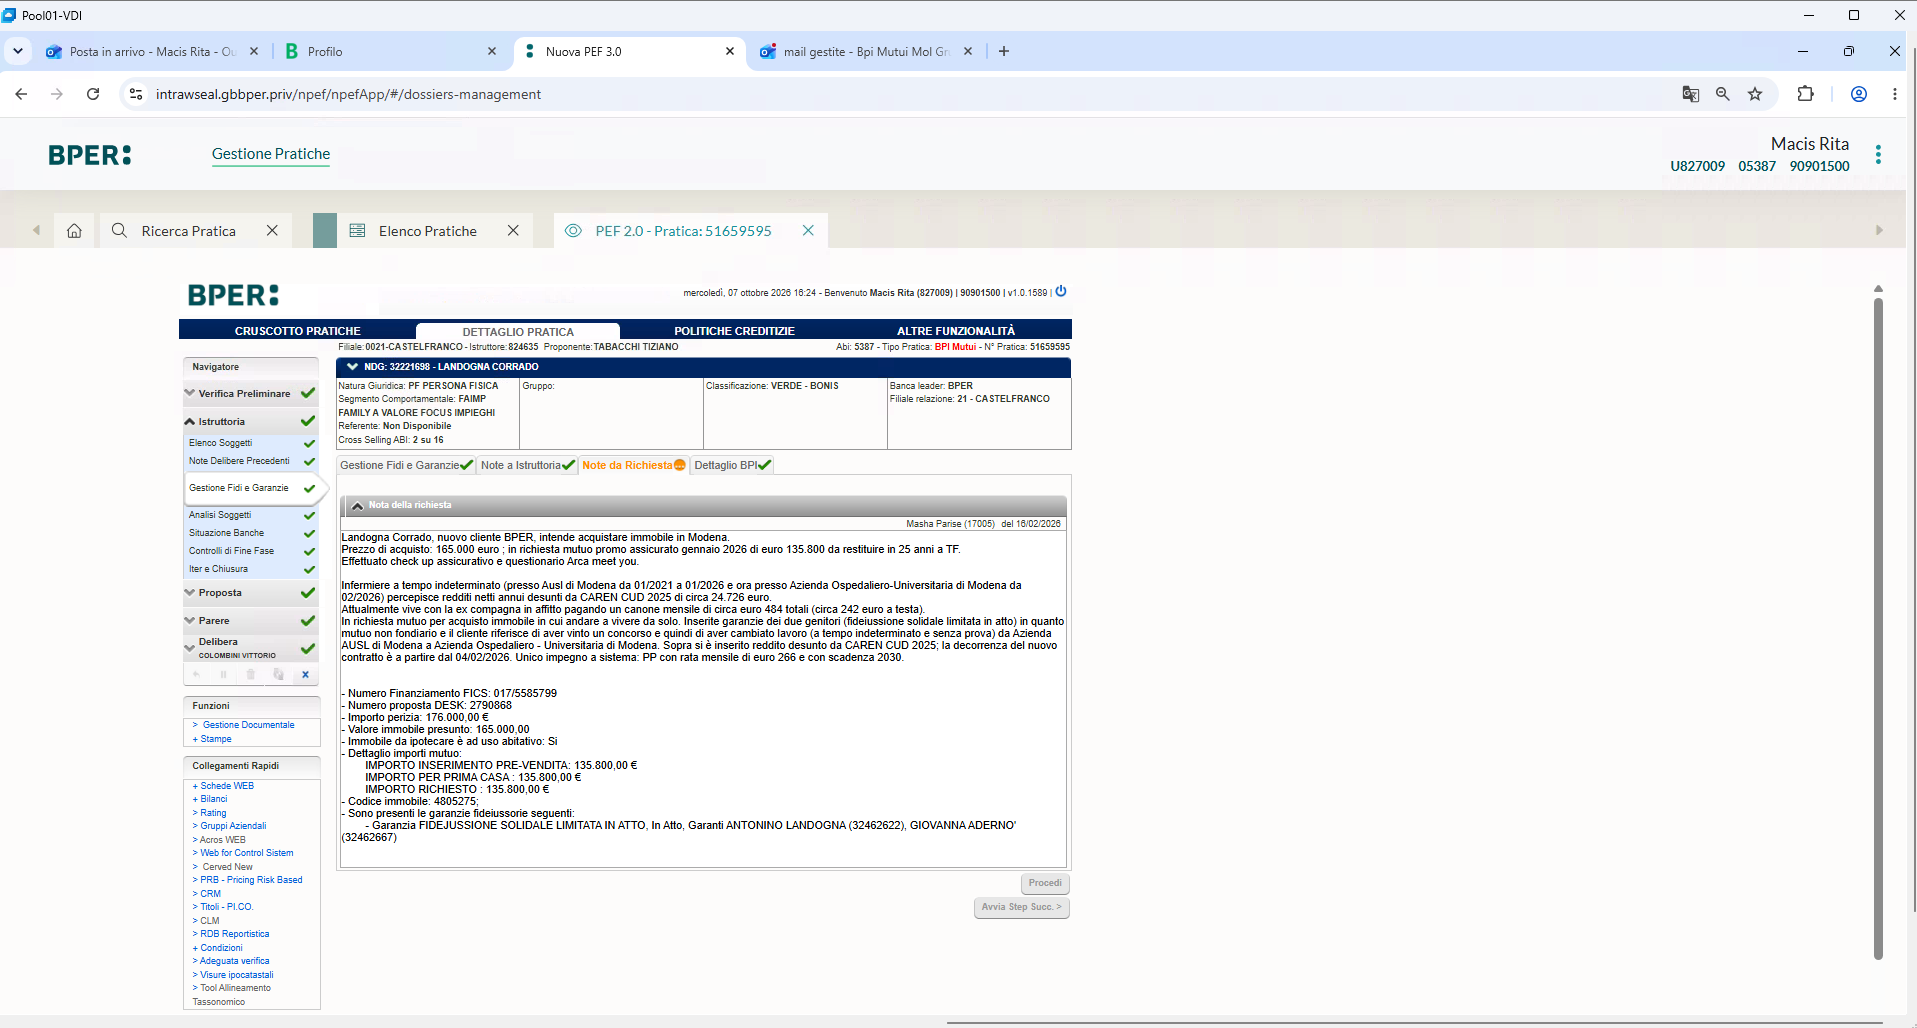 Pool01-VDI
Posta in arrivo - Macis Rita - Ou
Profilo
Nuova PEF 3.0
mail gestite - Bpi Mutui Mol Gr
intrawseal.gbbper.priv/npef/npefApp/#/dossiers-management
BPER:
Gestione Pratiche
Macis Rita
U827009 05387 90901500
Ricerca Pratica
Elenco Pratiche
PEF 2.0 - Pratica: 51659595
BPER:
mercoledì, 07 ottobre 2026 16:24 - Benvenuto Macis Rita (827009) | 90901500 | v1.0.1589 |
CRUSCOTTO PRATICHE
DETTAGLIO PRATICA
POLITICHE CREDITIZIE
ALTRE FUNZIONALITÀ
Filiale: 0021-CASTELFRANCO - Istruttore: 824635 Proponente: TABACCHI TIZIANO
Abi: 5387 - Tipo Pratica: BPI Mutui - N° Pratica: 51659595
Navigatore
Verifica Preliminare
Istruttoria
Elenco Soggetti
Note Delibere Precedenti
Gestione Fidi e Garanzie
Analisi Soggetti
Situazione Banche
Controlli di Fine Fase
Iter e Chiusura
Proposta
Parere
Delibera
COLOMBINI VITTORIO
Funzioni
> Gestione Documentale
+ Stampe
Collegamenti Rapidi
+ Schede WEB
+ Bilanci
> Rating
> Gruppi Aziendali
> Acros WEB
> Web for Control Sistem
> Cerved New
> PRB - Pricing Risk Based
> CRM
> Titoli - PI.CO.
> CLM
> RDB Reportistica
+ Condizioni
> Adeguata verifica
> Visure ipocatastali
> Tool Allineamento
Tassonomico
NDG: 32221698 - LANDOGNA CORRADO
Natura Giuridica: PF PERSONA FISICA
Segmento Comportamentale: FAIMP
FAMILY A VALORE FOCUS IMPIEGHI
Referente: Non Disponibile
Cross Selling ABI: 2 su 16
Gruppo:
Classificazione: VERDE - BONIS
Banca leader: BPER
Filiale relazione: 21 - CASTELFRANCO
Gestione Fidi e Garanzie
Note a Istruttoria
Note da Richiesta
Dettaglio BPI
Nota della richiesta
Masha Parise (17005) del 16/02/2026
Landogna Corrado, nuovo cliente BPER, intende acquistare immobile in Modena.
Prezzo di acquisto: 165.000 euro ; in richiesta mutuo promo assicurato gennaio 2026 di euro 135.800 da restituire in 25 anni a TF.
Effettuato check up assicurativo e questionario Arca meet you.
Infermiere a tempo indeterminato (presso Ausl di Modena da 01/2021 a 01/2026 e ora presso Azienda Ospedaliero-Universitaria di Modena da
02/2026) percepisce redditi netti annui desunti da CAREN CUD 2025 di circa 24.726 euro.
Attualmente vive con la ex compagna in affitto pagando un canone mensile di circa euro 484 totali (circa 242 euro a testa).
In richiesta mutuo per acquisto immobile in cui andare a vivere da solo. Inserite garanzie dei due genitori (fideiussione solidale limitata in atto) in quanto
mutuo non fondiario e il cliente riferisce di aver vinto un concorso e quindi di aver cambiato lavoro (a tempo indeterminato e senza prova) da Azienda
AUSL di Modena a Azienda Ospedaliero - Universitaria di Modena. Sopra si è inserito reddito desunto da CAREN CUD 2025; la decorrenza del nuovo
contratto è a partire dal 04/02/2026. Unico impegno a sistema: PP con rata mensile di euro 266 e con scadenza 2030.
- Numero Finanziamento FICS: 017/5585799
- Numero proposta DESK: 2790868
- Importo perizia: 176.000,00 €
- Valore immobile presunto: 165.000,00
- Immobile da ipotecare è ad uso abitativo: Si
- Dettaglio importi mutuo:
IMPORTO INSERIMENTO PRE-VENDITA: 135.800,00 €
IMPORTO PER PRIMA CASA : 135.800,00 €
IMPORTO RICHIESTO : 135.800,00 €
- Codice immobile: 4805275;
- Sono presenti le garanzie fideiussorie seguenti:
- Garanzia FIDEJUSSIONE SOLIDALE LIMITATA IN ATTO, In Atto, Garanti ANTONINO LANDOGNA (32462622), GIOVANNA ADERNO'
(32462667)
Procedi
Avvia Step Succ. >